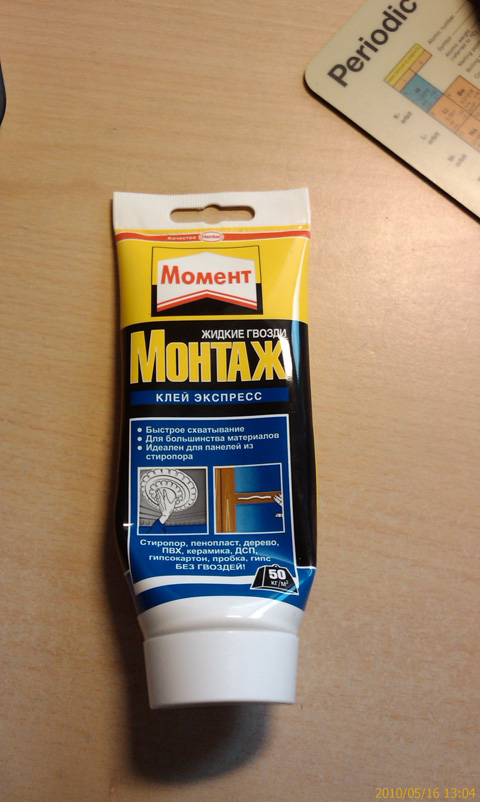 Periodic
Качество Henkel
Момент
ЖИДКИЕ ГВОЗДИ
МОНТАЖ
КЛЕЙ ЭКСПРЕСС
• Быстрое схватывание
• Для большинства материалов
• Идеален для панелей из
стиропора
Стиропор, пенопласт, дерево,
ПВХ, керамика, ДСП,
гипсокартон, пробка, гипс
БЕЗ ГВОЗДЕЙ!
50
кг/м²
2010/05/16 13:04